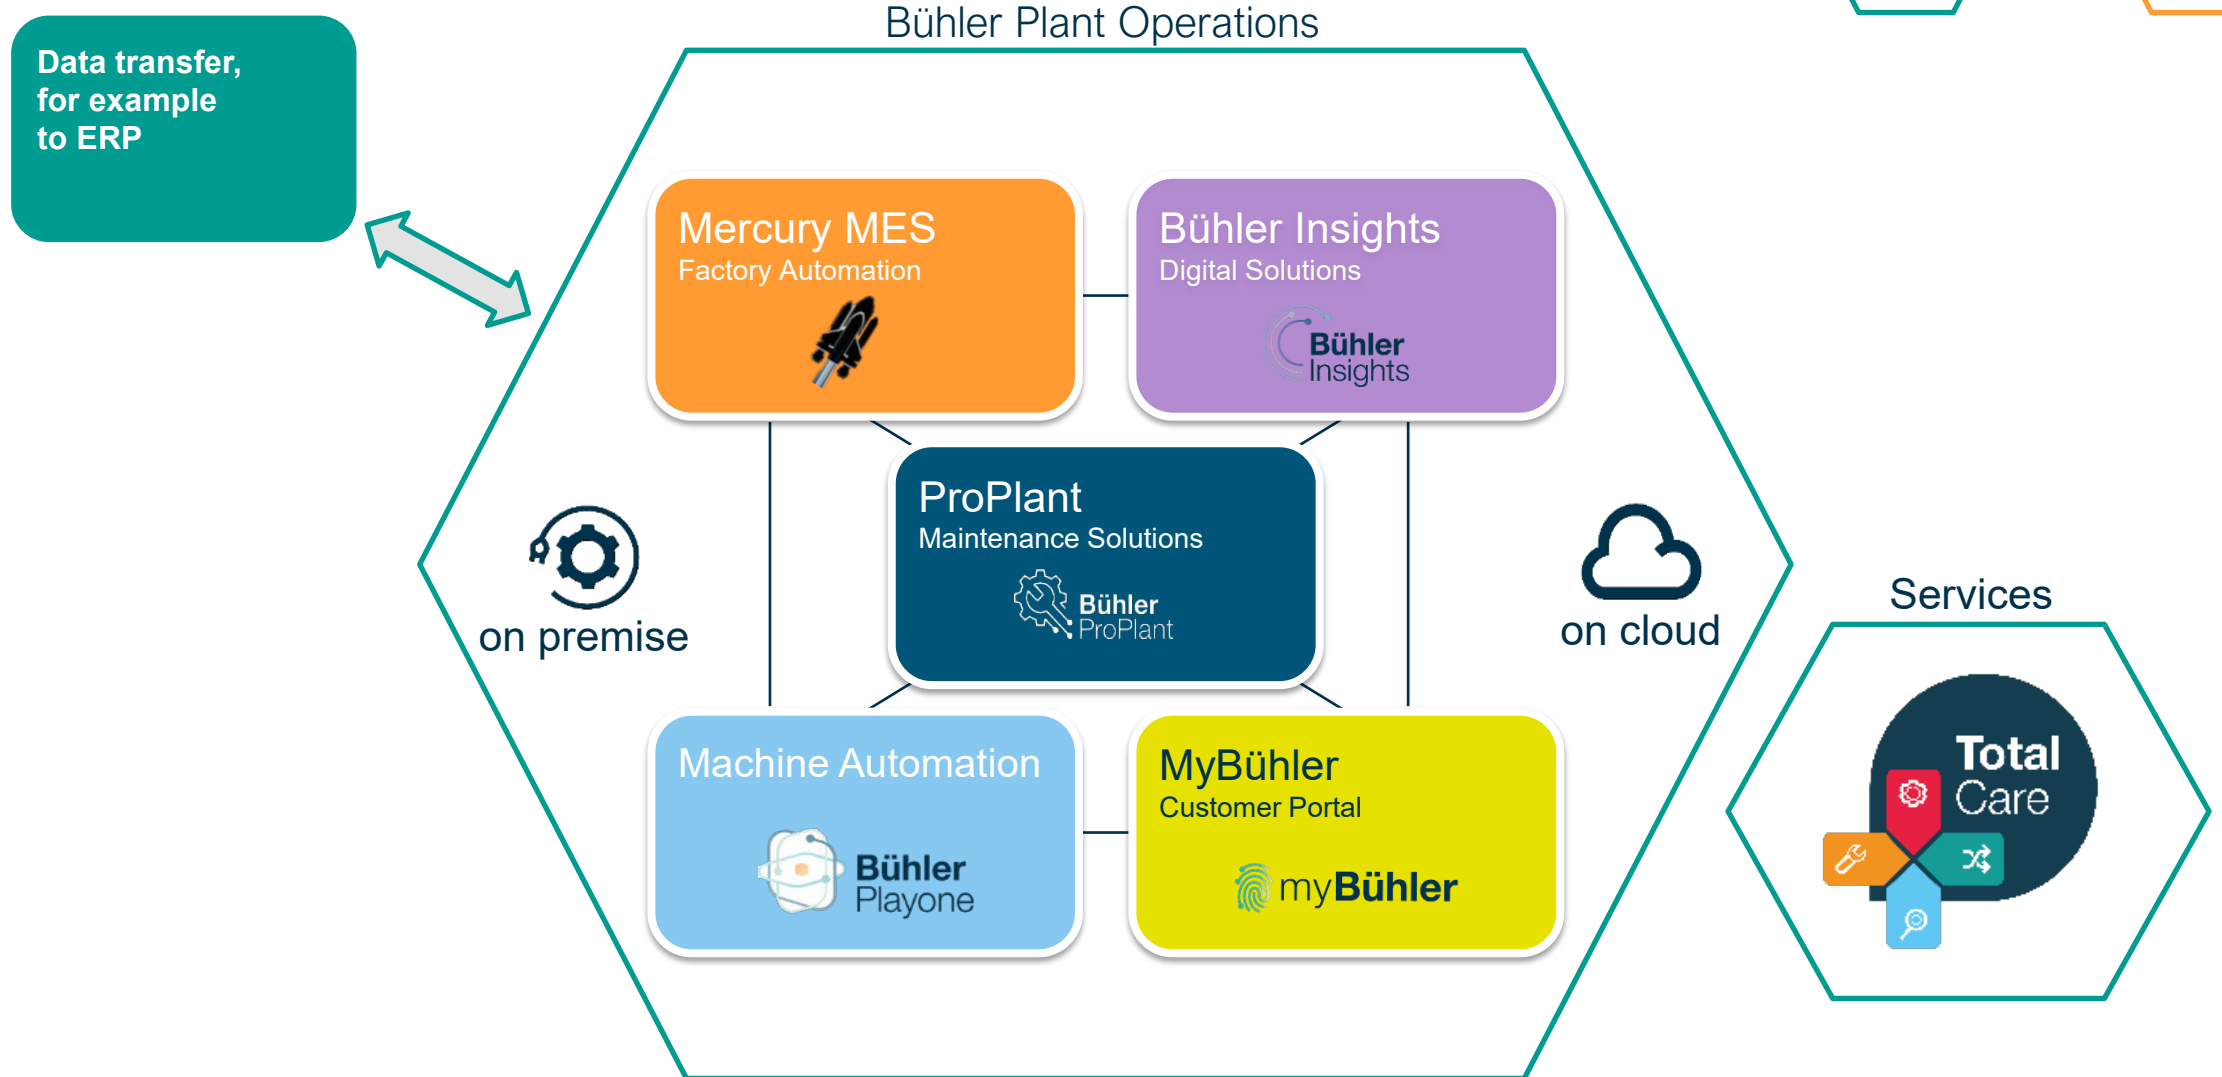 Bühler Plant Operations
Data transfer,
for example
to ERP
Mercury MES
Factory Automation
Bühler Insights
Digital Solutions
Bühler
Insights
ProPlant
Maintenance Solutions
Bühler
ProPlant
on premise
on cloud
Machine Automation
Bühler
Playone
MyBühler
Customer Portal
myBühler
Services
Total
Care